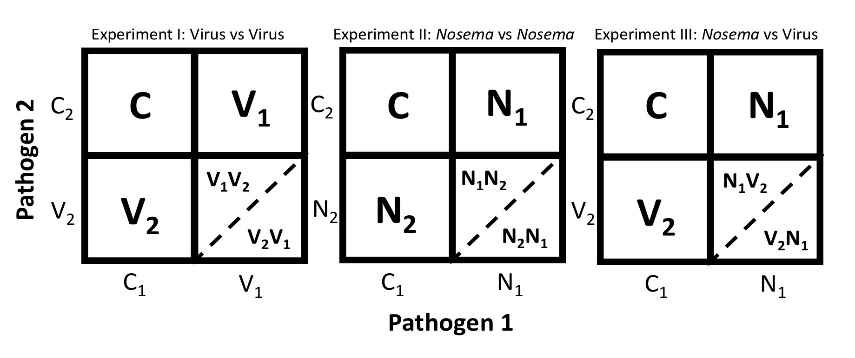 Experiment I: Virus vs Virus
Experiment II: Nosema vs Nosema
Experiment III: Nosema vs Virus
Pathogen 2
C₂ C V₁
V₂ V₂ V₁V₂
V₂V₁
C₁ V₁
C₂ C N₁
N₂ N₂ N₁N₂
N₂N₁
C₁ N₁
C₂ C N₁
V₂ V₂ N₁V₂
V₂N₁
C₁ N₁
Pathogen 1